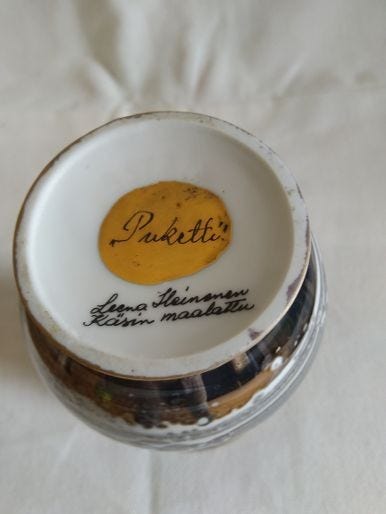 „Puketti"
Leena Heinonen
Käsin maalattu